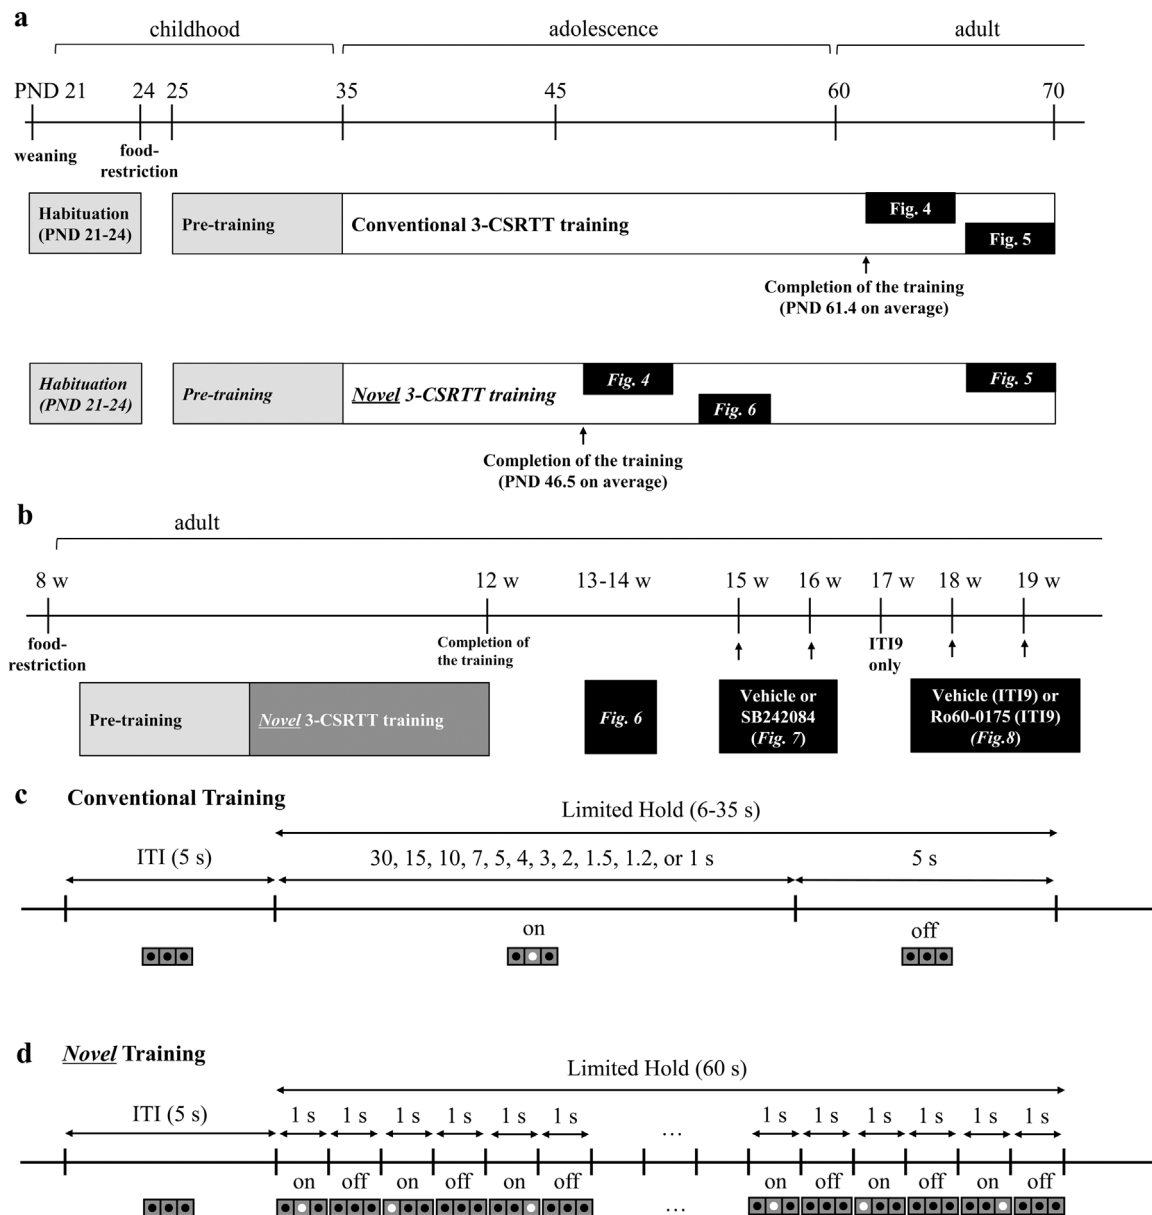 a
childhood
adolescence
adult
PND 21
24
25
35
45
60
70
weaning
food-
restriction
Habituation
(PND 21-24)
Pre-training
Conventional 3-CSRTT training
Fig. 4
Fig. 5
Completion of the training
(PND 61.4 on average)
Habituation
(PND 21-24)
Pre-training
Novel 3-CSRTT training
Fig. 4
Fig. 6
Fig. 5
Completion of the training
(PND 46.5 on average)
b
adult
8 w
12 w
13-14 w
15 w
16 w
17 w
18 w
19 w
food-
restriction
Completion of
the training
ITI9
only
Pre-training
Novel 3-CSRTT training
Fig. 6
Vehicle or
SB242084
(Fig. 7)
Vehicle (ITI9) or
Ro60-0175 (ITI9)
(Fig.8)
c Conventional Training
Limited Hold (6-35 s)
ITI (5 s)
30, 15, 10, 7, 5, 4, 3, 2, 1.5, 1.2, or 1 s
5 s
on
off
d Novel Training
Limited Hold (60 s)
ITI (5 s)
1 s 1 s 1 s 1 s 1 s 1 s ... 1 s 1 s 1 s 1 s 1 s 1 s
on off on off on off on off on off on off
...